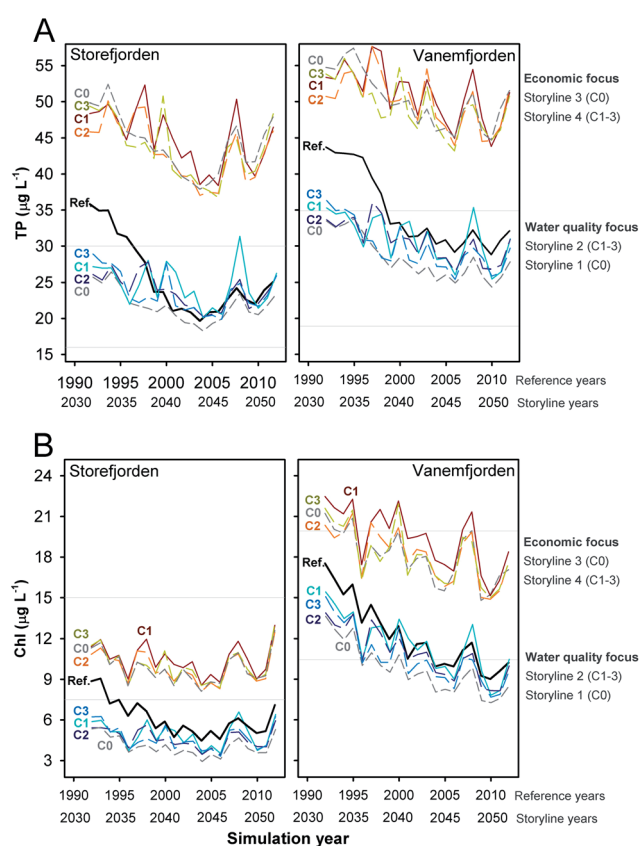 A
Storefjorden
Vanemfjorden
TP (µg L⁻¹)
55
50
45
40
35
30
25
20
15
C0
C3
C1
C2
Ref.
C3
C1
C2
C0
C0
C3
C1
C2
Ref.
C3
C1
C2
C0
Economic focus
Storyline 3 (C0)
Storyline 4 (C1-3)
Water quality focus
Storyline 2 (C1-3)
Storyline 1 (C0)
1990 1995 2000 2005 2010 1990 1995 2000 2005 2010 Reference years
2030 2035 2040 2045 2050 2030 2035 2040 2045 2050 Storyline years
B
Storefjorden
Vanemfjorden
Chl (µg L⁻¹)
24
21
18
15
12
9
6
3
C3
C0
C2
C1
Ref.
C3
C1
C2
C0
C1
C3
C0
C2
Ref.
C1
C3
C2
C0
Economic focus
Storyline 3 (C0)
Storyline 4 (C1-3)
Water quality focus
Storyline 2 (C1-3)
Storyline 1 (C0)
1990 1995 2000 2005 2010 1990 1995 2000 2005 2010 Reference years
2030 2035 2040 2045 2050 2030 2035 2040 2045 2050 Storyline years
Simulation year